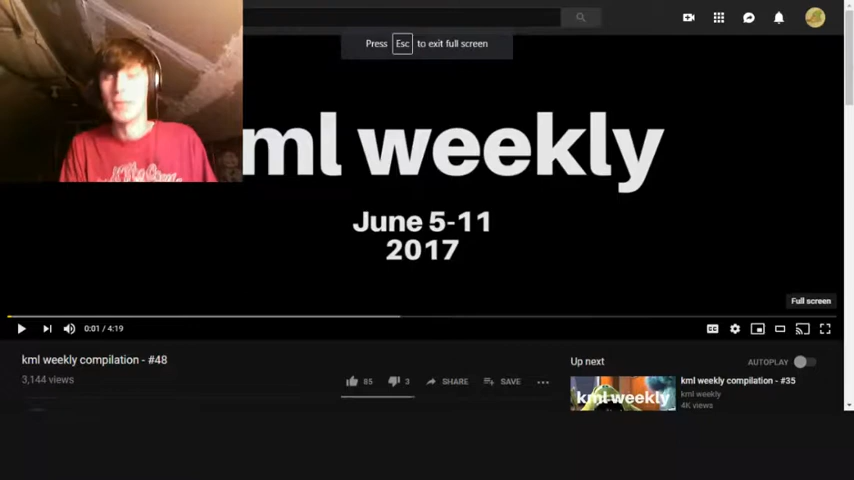 Press Esc to exit full screen
ml weekly
June 5-11
2017
Full screen
0:01 / 4:19
CC
kml weekly compilation - #48
3,144 views
85
3
SHARE
SAVE
Up next
AUTOPLAY
kml weekly
kml weekly compilation - #35
kml weekly
4K views